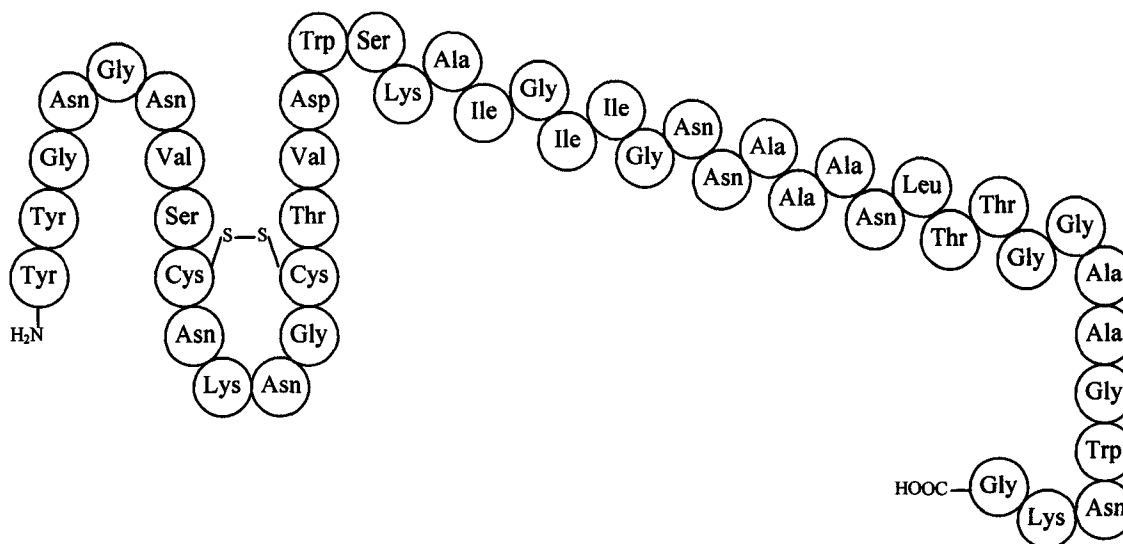 H₂N
Tyr
Tyr
Gly
Asn
Gly
Asn
Val
Ser
Cys
S–S
Asn
Lys
Asn
Gly
Cys
Thr
Val
Asp
Trp
Ser
Lys
Ala
Ile
Gly
Ile
Ile
Gly
Asn
Asn
Ala
Ala
Ala
Asn
Leu
Thr
Thr
Gly
Gly
Ala
Ala
Gly
Trp
Asn
Lys
Gly
HOOC